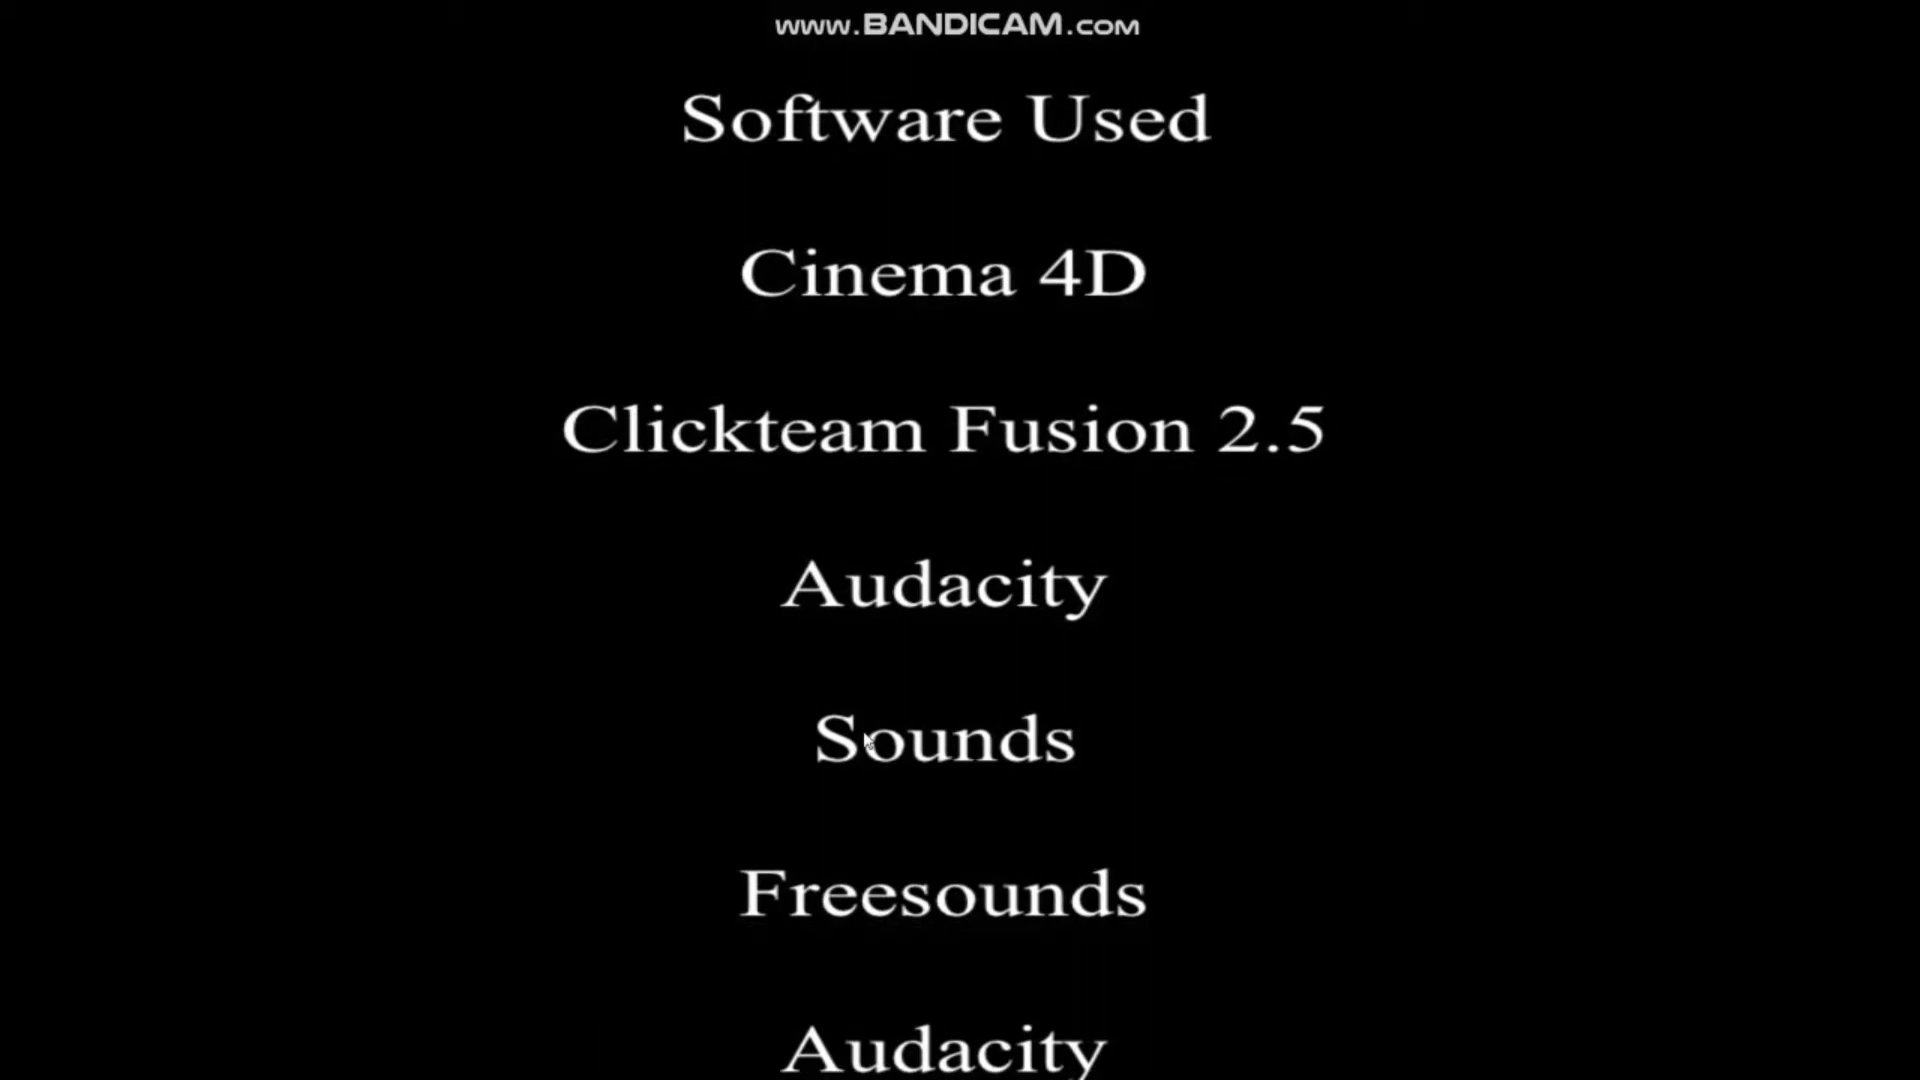 www.BANDICAM.com
Software Used
Cinema 4D
Clickteam Fusion 2.5
Audacity
Sounds
Freesounds
Audacity